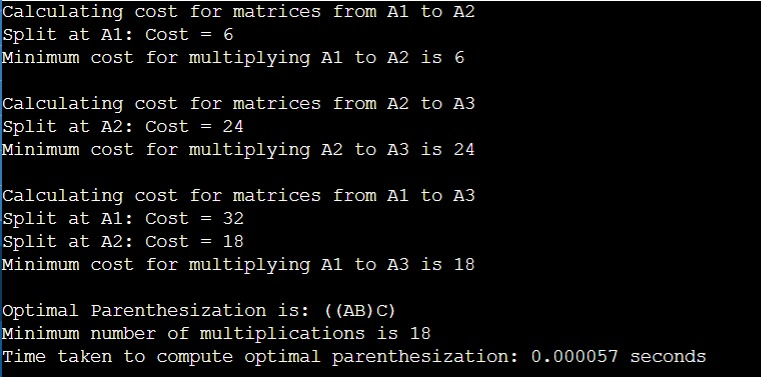 Calculating cost for matrices from A1 to A2
Split at A1: Cost = 6
Minimum cost for multiplying A1 to A2 is 6
Calculating cost for matrices from A2 to A3
Split at A2: Cost = 24
Minimum cost for multiplying A2 to A3 is 24
Calculating cost for matrices from A1 to A3
Split at A1: Cost = 32
Split at A2: Cost = 18
Minimum cost for multiplying A1 to A3 is 18
Optimal Parenthesization is: ((AB)C)
Minimum number of multiplications is 18
Time taken to compute optimal parenthesization: 0.000057 seconds